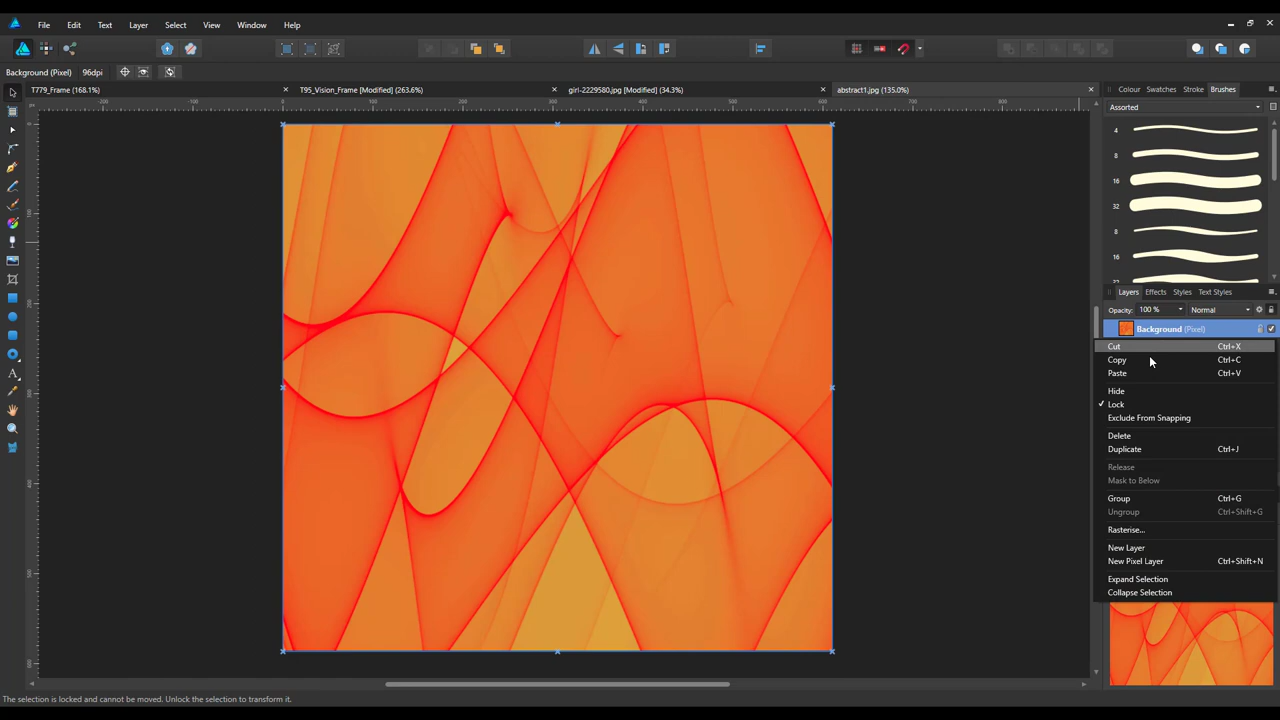 File Edit Text Layer Select View Window Help
Background (Pixel) 96dpi
T779_Frame (168.1%) T95_Vision_Frame [Modified] (263.6%) girl-2229580.jpg [Modified] (34.3%) abstract1.jpg (135.0%)
Colour Swatches Stroke Brushes
Assorted
4
8
16
32
8
16
32
Layers Effects Styles Text Styles
Opacity: 100 % Normal
Background (Pixel)
Cut Ctrl+X
Copy Ctrl+C
Paste Ctrl+V
Hide
Lock
Exclude From Snapping
Delete
Duplicate Ctrl+J
Release
Mask to Below
Group Ctrl+G
Ungroup Ctrl+Shift+G
Rasterise...
New Layer
New Pixel Layer Ctrl+Shift+N
Expand Selection
Collapse Selection
The selection is locked and cannot be moved. Unlock the selection to transform it.